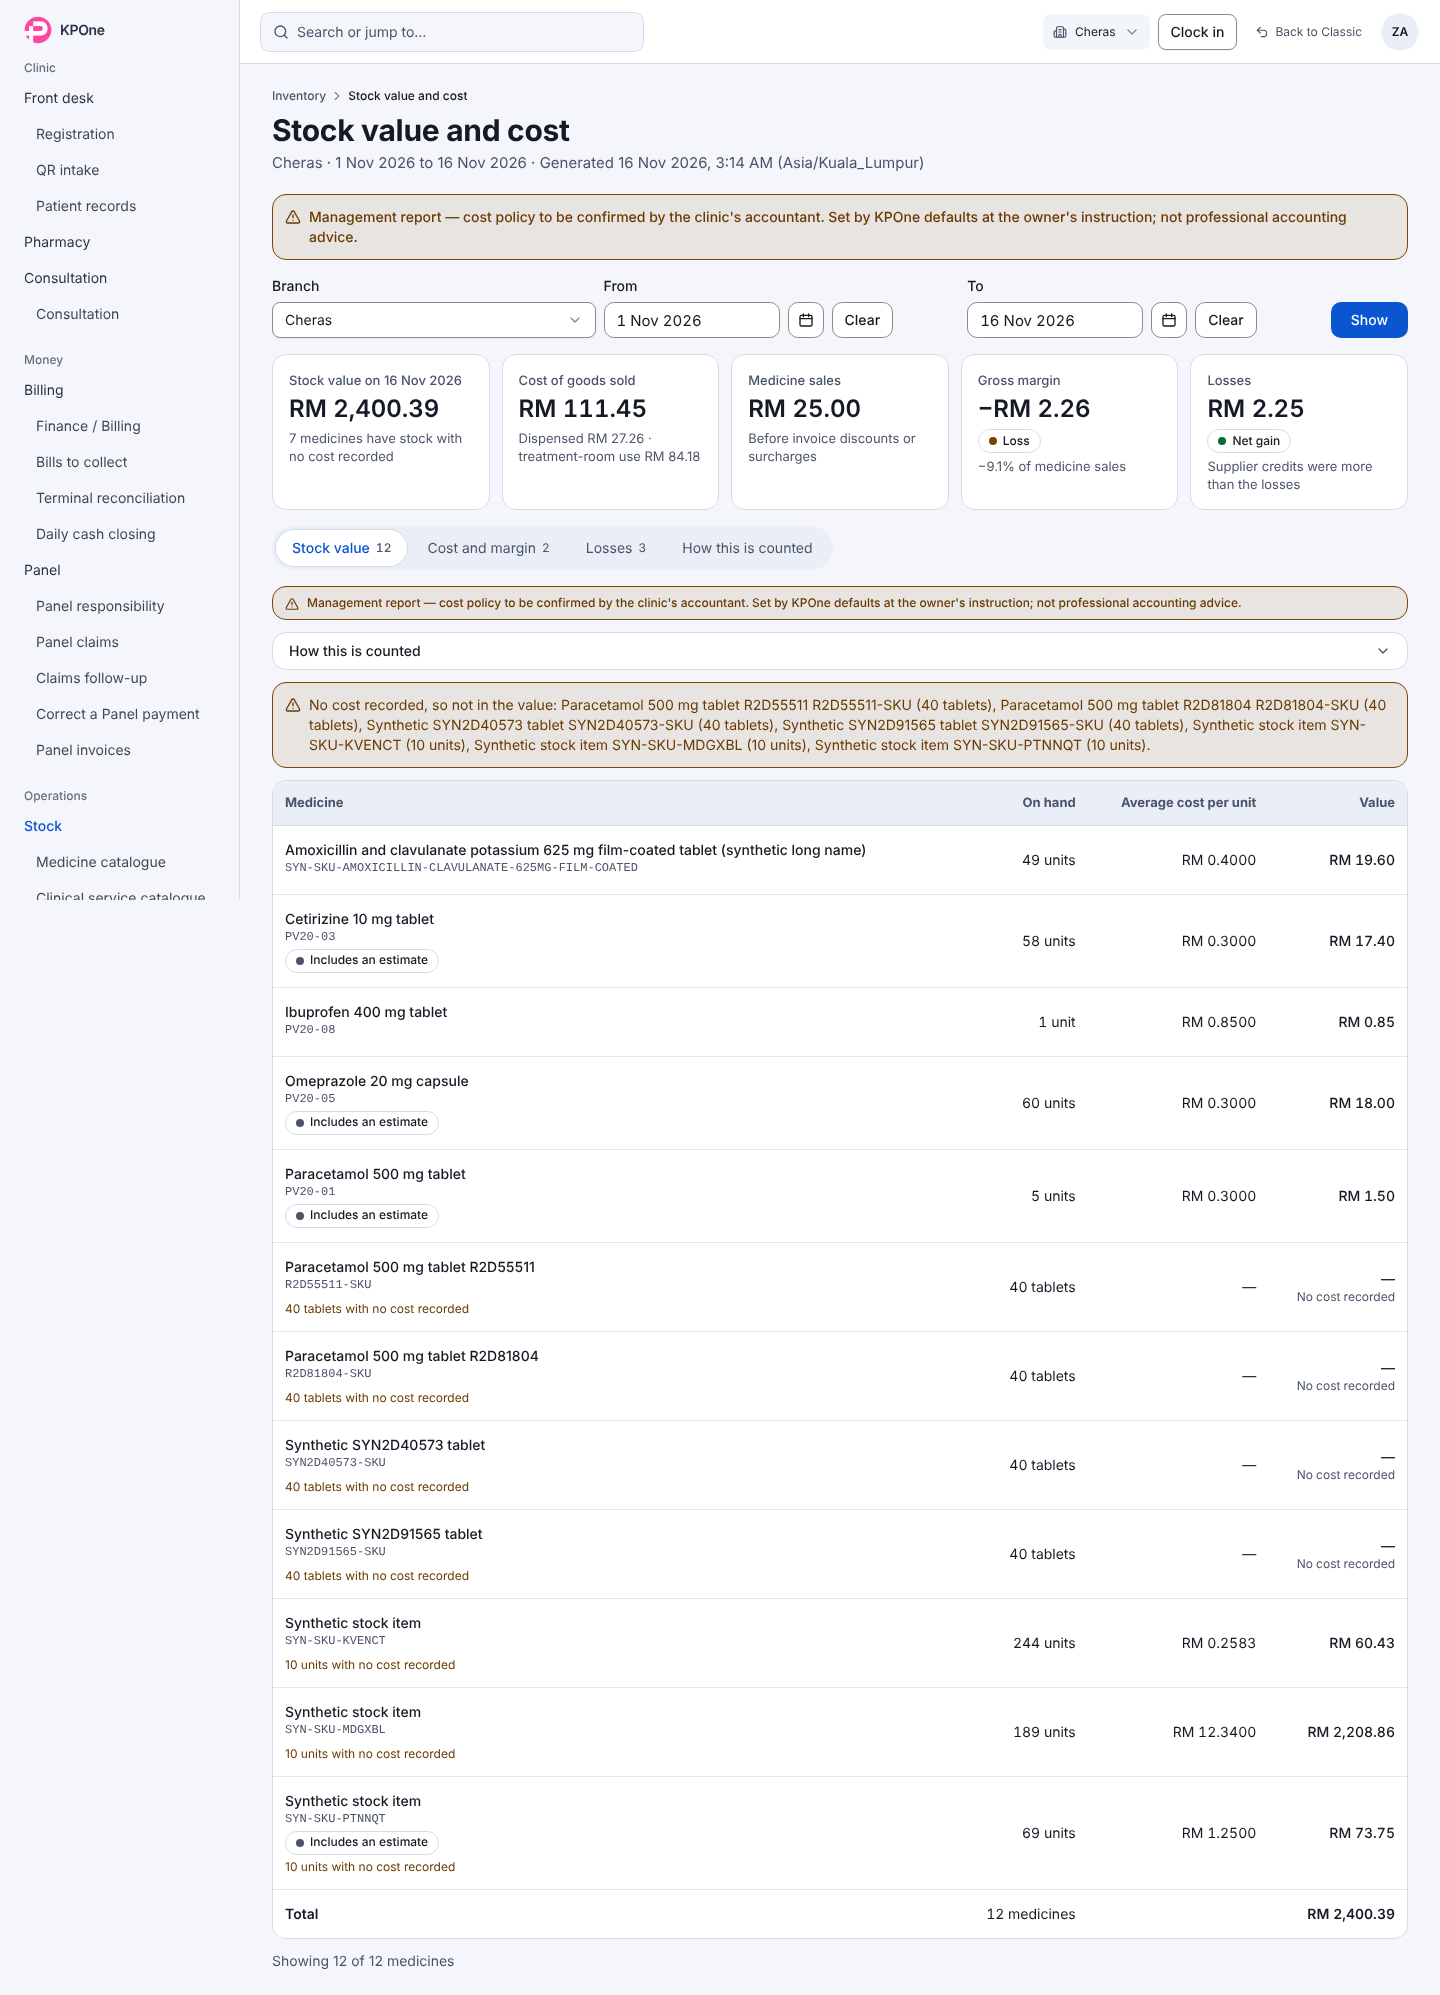 KPOne
Search or jump to...
Cheras
Clock in
Back to Classic
ZA
Clinic
Front desk
Registration
QR intake
Patient records
Pharmacy
Consultation
Consultation
Money
Billing
Finance / Billing
Bills to collect
Terminal reconciliation
Daily cash closing
Panel
Panel responsibility
Panel claims
Claims follow-up
Correct a Panel payment
Panel invoices
Operations
Stock
Medicine catalogue
Clinical service catalogue
Inventory > Stock value and cost
Stock value and cost
Cheras · 1 Nov 2026 to 16 Nov 2026 · Generated 16 Nov 2026, 3:14 AM (Asia/Kuala_Lumpur)
Management report — cost policy to be confirmed by the clinic's accountant. Set by KPOne defaults at the owner's instruction; not professional accounting
advice.
Branch
Cheras
From
1 Nov 2026
Clear
To
16 Nov 2026
Clear
Show
Stock value on 16 Nov 2026
RM 2,400.39
7 medicines have stock with
no cost recorded
Cost of goods sold
RM 111.45
Dispensed RM 27.26 ·
treatment-room use RM 84.18
Medicine sales
RM 25.00
Before invoice discounts or
surcharges
Gross margin
−RM 2.26
Loss
−9.1% of medicine sales
Losses
RM 2.25
Net gain
Supplier credits were more
than the losses
Stock value 12
Cost and margin 2
Losses 3
How this is counted
Management report — cost policy to be confirmed by the clinic's accountant. Set by KPOne defaults at the owner's instruction; not professional accounting advice.
How this is counted
No cost recorded, so not in the value: Paracetamol 500 mg tablet R2D55511 R2D55511-SKU (40 tablets), Paracetamol 500 mg tablet R2D81804 R2D81804-SKU (40
tablets), Synthetic SYN2D40573 tablet SYN2D40573-SKU (40 tablets), Synthetic SYN2D91565 tablet SYN2D91565-SKU (40 tablets), Synthetic stock item SYN-
SKU-KVENCT (10 units), Synthetic stock item SYN-SKU-MDGXBL (10 units), Synthetic stock item SYN-SKU-PTNNQT (10 units).
Medicine On hand Average cost per unit Value
Amoxicillin and clavulanate potassium 625 mg film-coated tablet (synthetic long name)
SYN-SKU-AMOXICILLIN-CLAVULANATE-625MG-FILM-COATED
49 units RM 0.4000 RM 19.60
Cetirizine 10 mg tablet
PV20-03
Includes an estimate
58 units RM 0.3000 RM 17.40
Ibuprofen 400 mg tablet
PV20-08
1 unit RM 0.8500 RM 0.85
Omeprazole 20 mg capsule
PV20-05
Includes an estimate
60 units RM 0.3000 RM 18.00
Paracetamol 500 mg tablet
PV20-01
Includes an estimate
5 units RM 0.3000 RM 1.50
Paracetamol 500 mg tablet R2D55511
R2D55511-SKU
40 tablets with no cost recorded
40 tablets — —
No cost recorded
Paracetamol 500 mg tablet R2D81804
R2D81804-SKU
40 tablets with no cost recorded
40 tablets — —
No cost recorded
Synthetic SYN2D40573 tablet
SYN2D40573-SKU
40 tablets with no cost recorded
40 tablets — —
No cost recorded
Synthetic SYN2D91565 tablet
SYN2D91565-SKU
40 tablets with no cost recorded
40 tablets — —
No cost recorded
Synthetic stock item
SYN-SKU-KVENCT
10 units with no cost recorded
244 units RM 0.2583 RM 60.43
Synthetic stock item
SYN-SKU-MDGXBL
10 units with no cost recorded
189 units RM 12.3400 RM 2,208.86
Synthetic stock item
SYN-SKU-PTNNQT
Includes an estimate
10 units with no cost recorded
69 units RM 1.2500 RM 73.75
Total 12 medicines RM 2,400.39
Showing 12 of 12 medicines